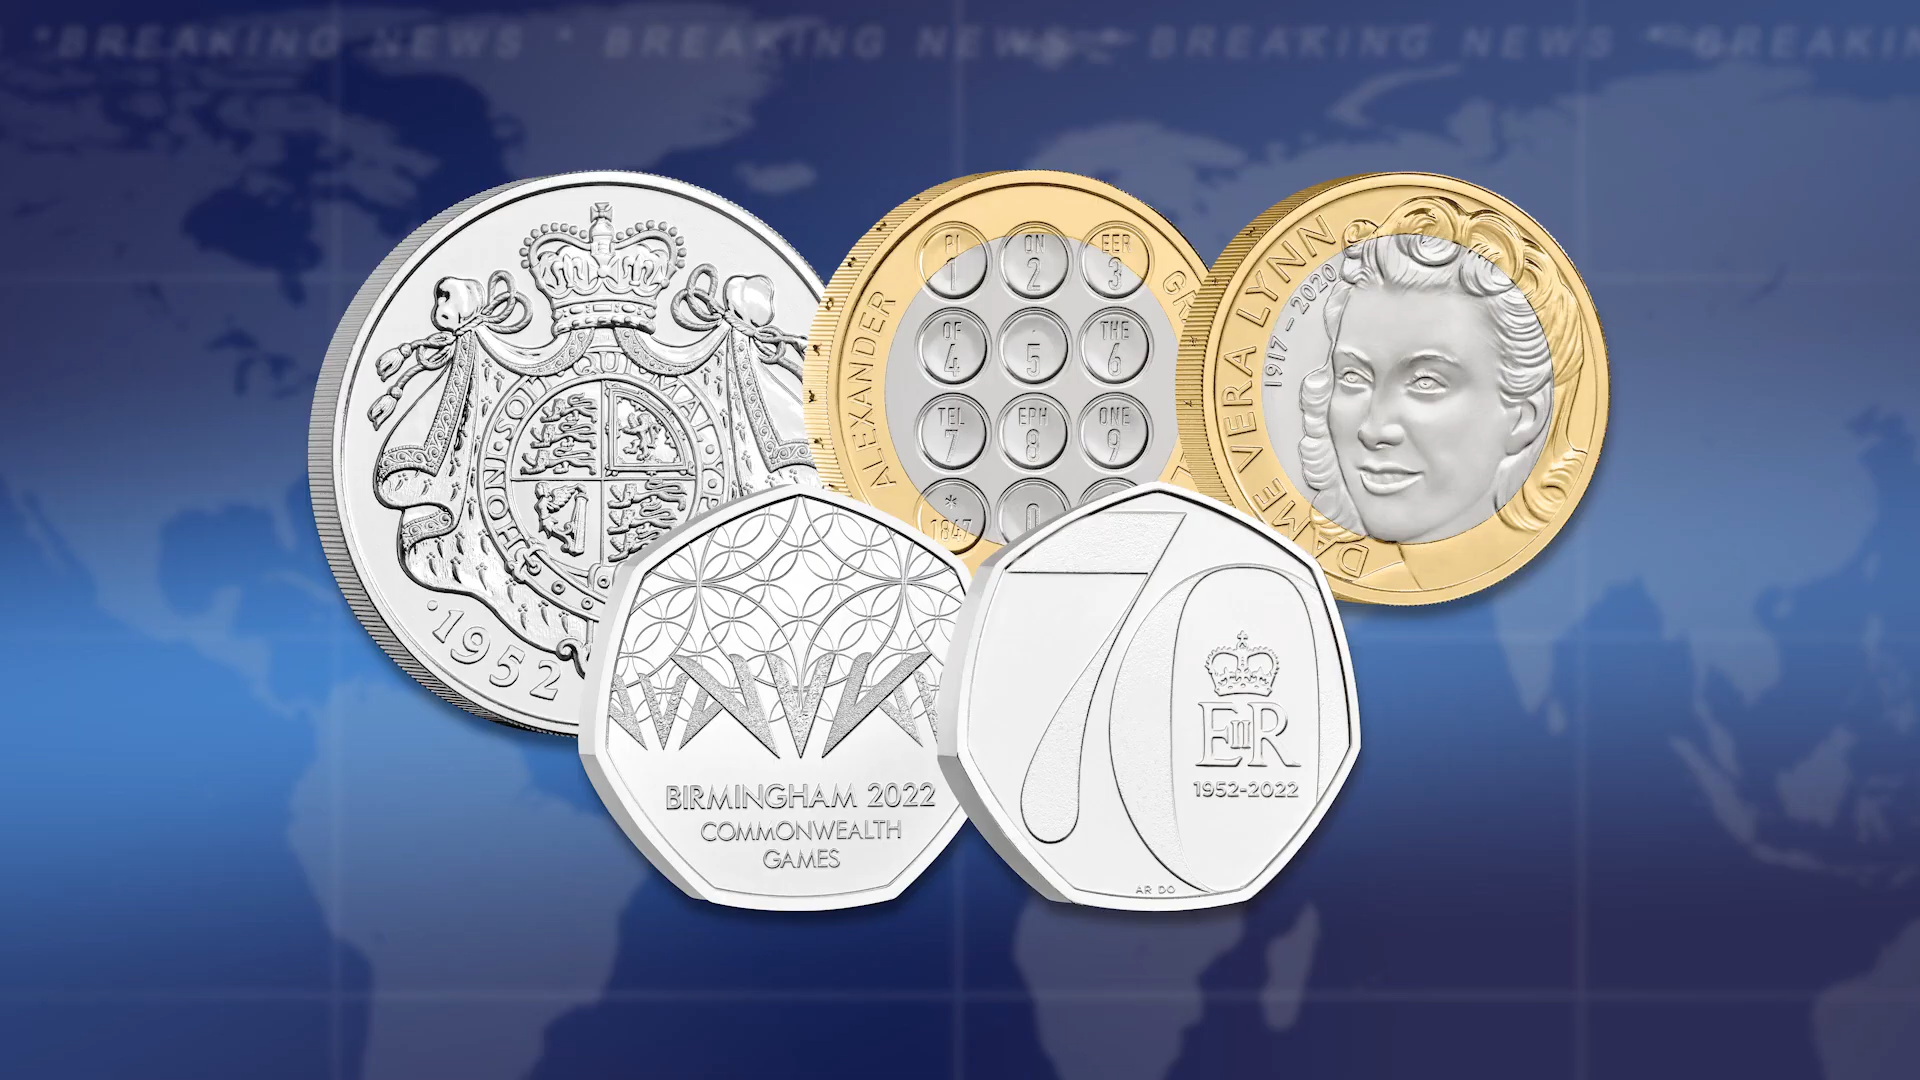 *BREAKING NEWS * BREAKING NEWS * BREAKING NEWS * BREAKIN
HONI · SOIT · QUI · MAL · Y · P
· 1952
ALEXANDER GR
PI
1
ON
2
EER
3
OF
4
5
THE
6
TEL
7
EPH
8
ONE
9
*
1847
0
DAME VERA LYNN
1917 – 2020
BIRMINGHAM 2022
COMMONWEALTH
GAMES
70
EIIR
1952-2022
AR DO